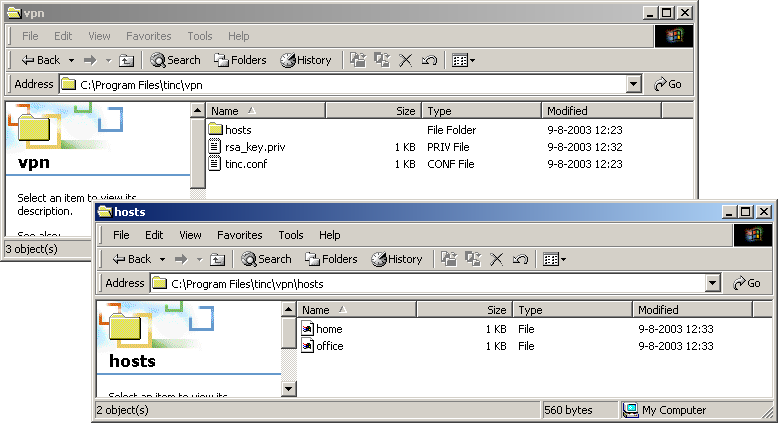 vpn
File Edit View Favorites Tools Help
Back Search Folders History
Address C:\Program Files\tinc\vpn Go
Name Size Type Modified
hosts File Folder 9-8-2003 12:23
rsa_key.priv 1 KB PRIV File 9-8-2003 12:32
tinc.conf 1 KB CONF File 9-8-2003 12:23
vpn
Select an item to view its
description.
See also:
3 object(s)
hosts
File Edit View Favorites Tools Help
Back Search Folders History
Address C:\Program Files\tinc\vpn\hosts Go
Name Size Type Modified
home 1 KB File 9-8-2003 12:33
office 1 KB File 9-8-2003 12:33
hosts
Select an item to view its
2 object(s) 560 bytes My Computer